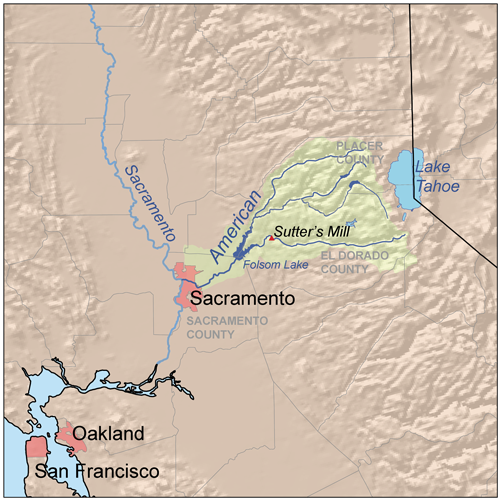 PLACER
COUNTY
Lake
Tahoe
Sacramento
American
Sutter's Mill
Folsom Lake
EL DORADO
COUNTY
Sacramento
SACRAMENTO
COUNTY
Oakland
San Francisco